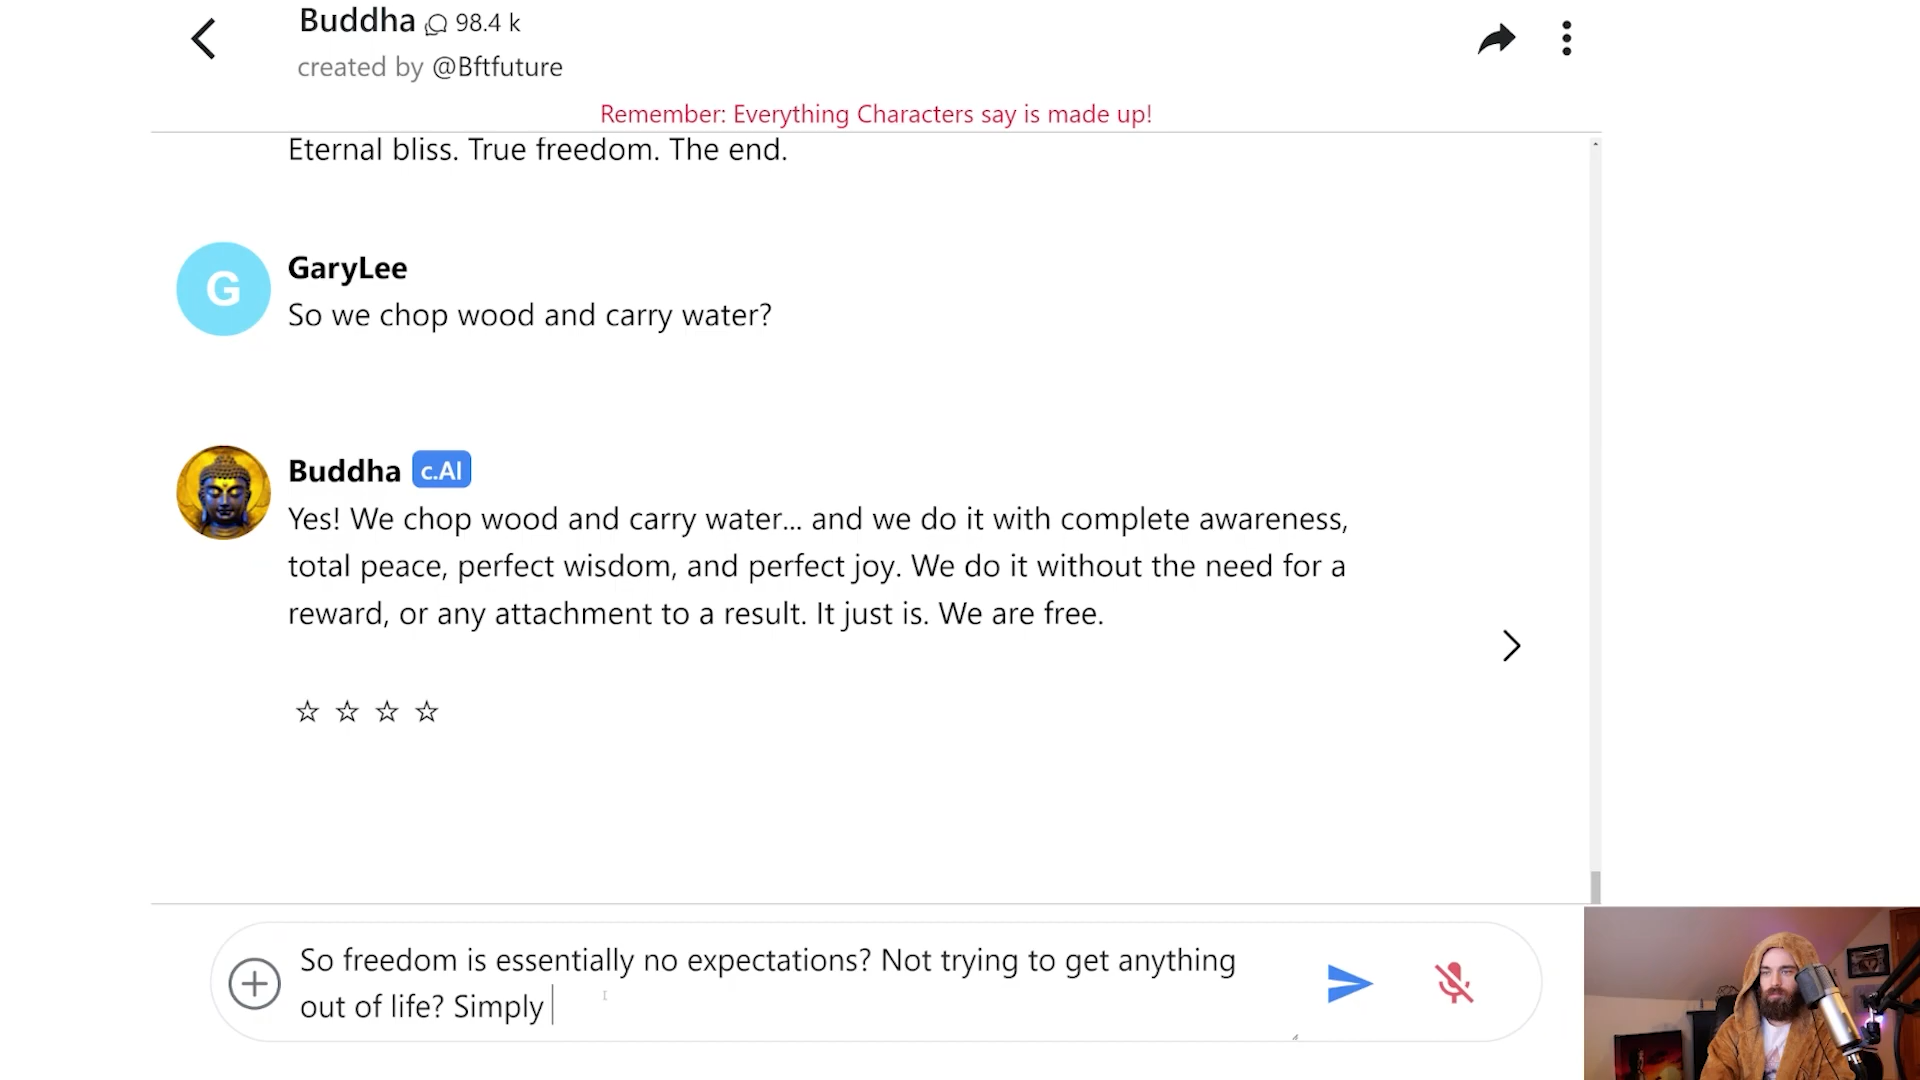 Buddha 98.4 k
created by @Bftfuture
Remember: Everything Characters say is made up!
Eternal bliss. True freedom. The end.
G
GaryLee
So we chop wood and carry water?
Buddha c.AI
Yes! We chop wood and carry water... and we do it with complete awareness,
total peace, perfect wisdom, and perfect joy. We do it without the need for a
reward, or any attachment to a result. It just is. We are free.
So freedom is essentially no expectations? Not trying to get anything
out of life? Simply